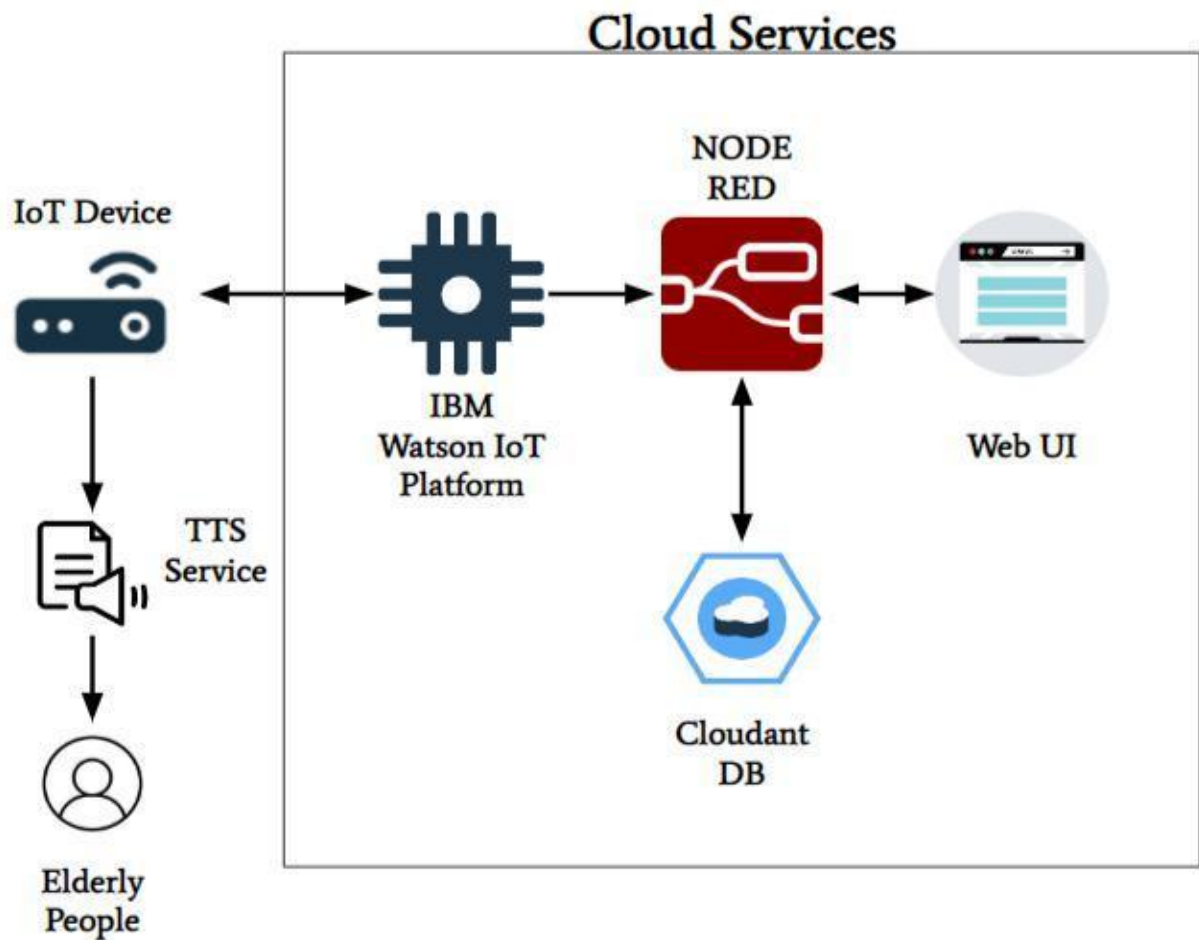 Cloud Services
NODE
RED
IoT Device
IBM
Watson IoT
Platform
Web UI
TTS
Service
Cloudant
DB
Elderly
People